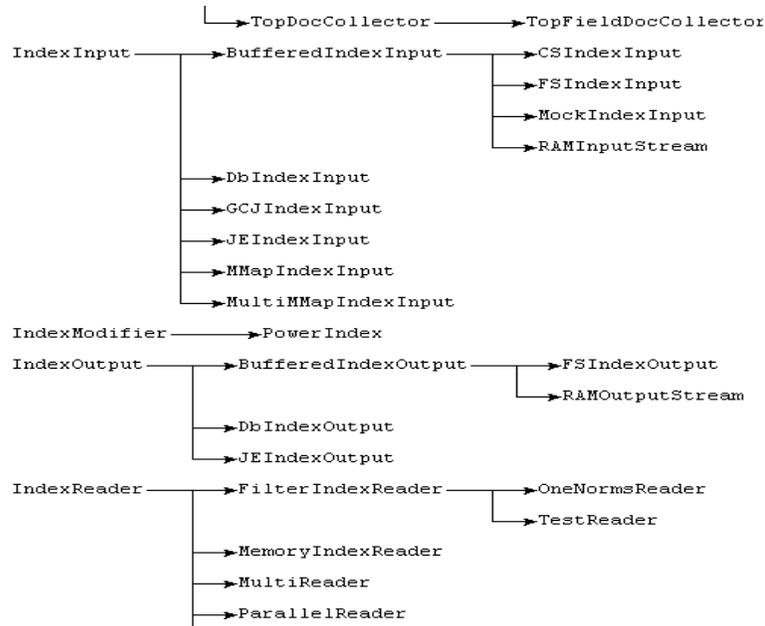 TopDocCollector TopFieldDocCollector
IndexInput BufferedIndexInput CSIndexInput
FSIndexInput
MockIndexInput
RAMInputStream
DbIndexInput
GCJIndexInput
JEIndexInput
MMapIndexInput
MultiMMapIndexInput
IndexModifier PowerIndex
IndexOutput BufferedIndexOutput FSIndexOutput
RAMOutputStream
DbIndexOutput
JEIndexOutput
IndexReader FilterIndexReader OneNormsReader
TestReader
MemoryIndexReader
MultiReader
ParallelReader